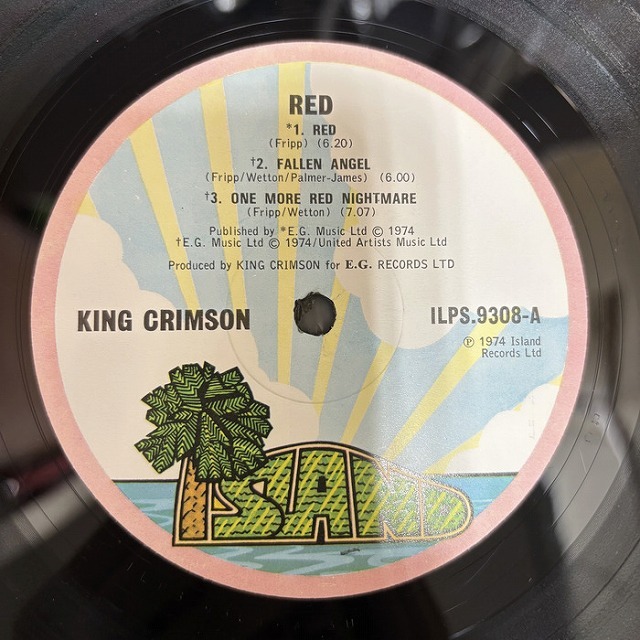 RED
*1. RED
(Fripp) (6.20)
†2. FALLEN ANGEL
(Fripp/Wetton/Palmer-James) (6.00)
†3. ONE MORE RED NIGHTMARE
(Fripp/Wetton) (7.07)
Published by *E.G. Music Ltd © 1974
†E.G. Music Ltd © 1974/United Artists Music Ltd
Produced by KING CRIMSON for E.G. RECORDS LTD
KING CRIMSON
ILPS.9308-A
℗ 1974 Island
Records Ltd
ISLAND